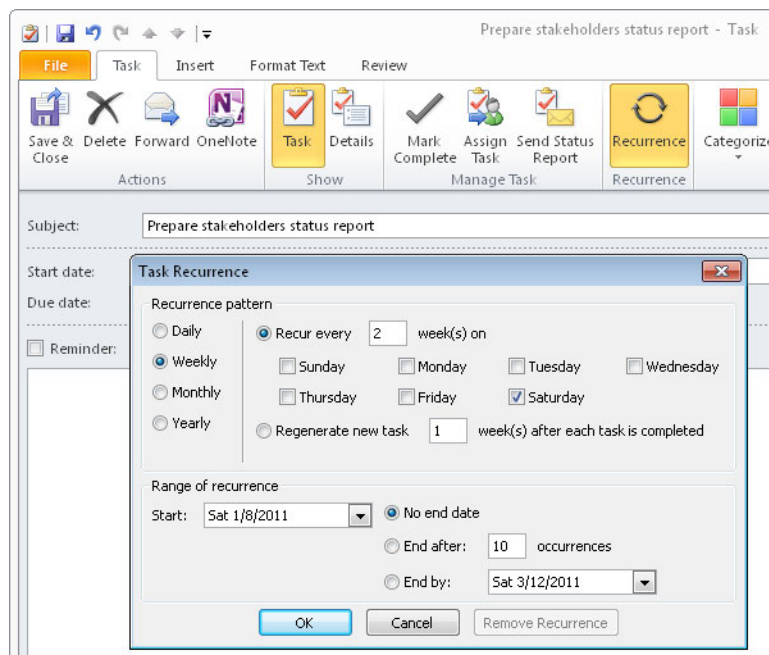 Prepare stakeholders status report - Task
File Task Insert Format Text Review
Save & Close Delete Forward OneNote Task Details Mark Complete Assign Task Send Status Report Recurrence Categorize
Actions Show Manage Task Recurrence
Subject: Prepare stakeholders status report
Start date:
Due date:
Reminder:
Task Recurrence
Recurrence pattern
Daily
Weekly
Monthly
Yearly
Recur every 2 week(s) on
Sunday Monday Tuesday Wednesday
Thursday Friday Saturday
Regenerate new task 1 week(s) after each task is completed
Range of recurrence
Start: Sat 1/8/2011
No end date
End after: 10 occurrences
End by: Sat 3/12/2011
OK Cancel Remove Recurrence